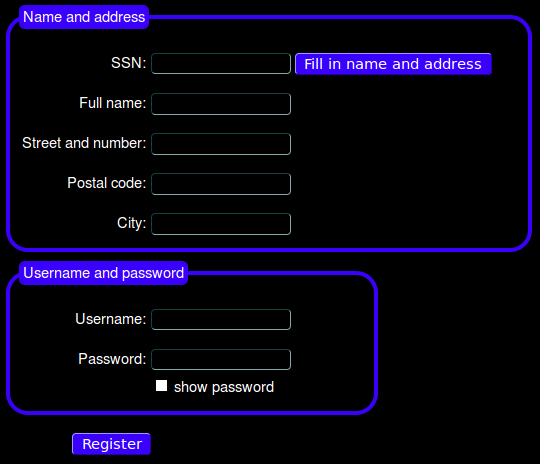 Name and address
SSN: Fill in name and address
Full name:
Street and number:
Postal code:
City:
Username and password
Username:
Password:
show password
Register